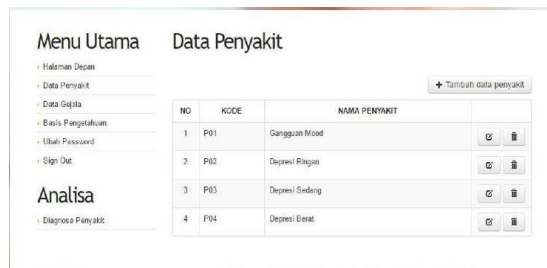 Menu Utama
Halaman Depan
Data Penyakit
Data Gejala
Basis Pengetahuan
Ubah Password
Sign Out
Analisa
Diagnosa Penyakit
Data Penyakit
+ Tambah data penyakit
NO KODE NAMA PENYAKIT
1 P01 Gangguan Mood
2 P02 Depresi Ringan
3 P03 Depresi Sedang
4 P04 Depresi Berat